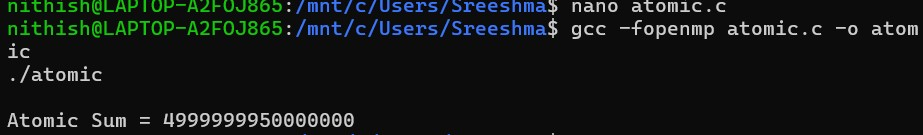 nithish@LAPTOP-A2FOJ865:/mnt/c/Users/Sreeshma$ nano atomic.c
nithish@LAPTOP-A2FOJ865:/mnt/c/Users/Sreeshma$ gcc -fopenmp atomic.c -o atom
ic
./atomic
Atomic Sum = 4999999950000000